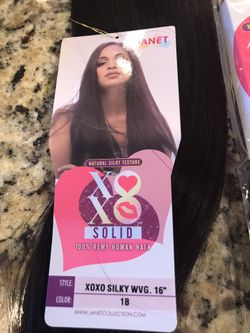 JANET
NATURAL SILKY TEXTURE
XO
XO
SOLID
100% REMY HUMAN HAIR
STYLE:
XOXO SILKY WVG. 16"
COLOR:
1B
WWW.JANETCOLLECTION.COM